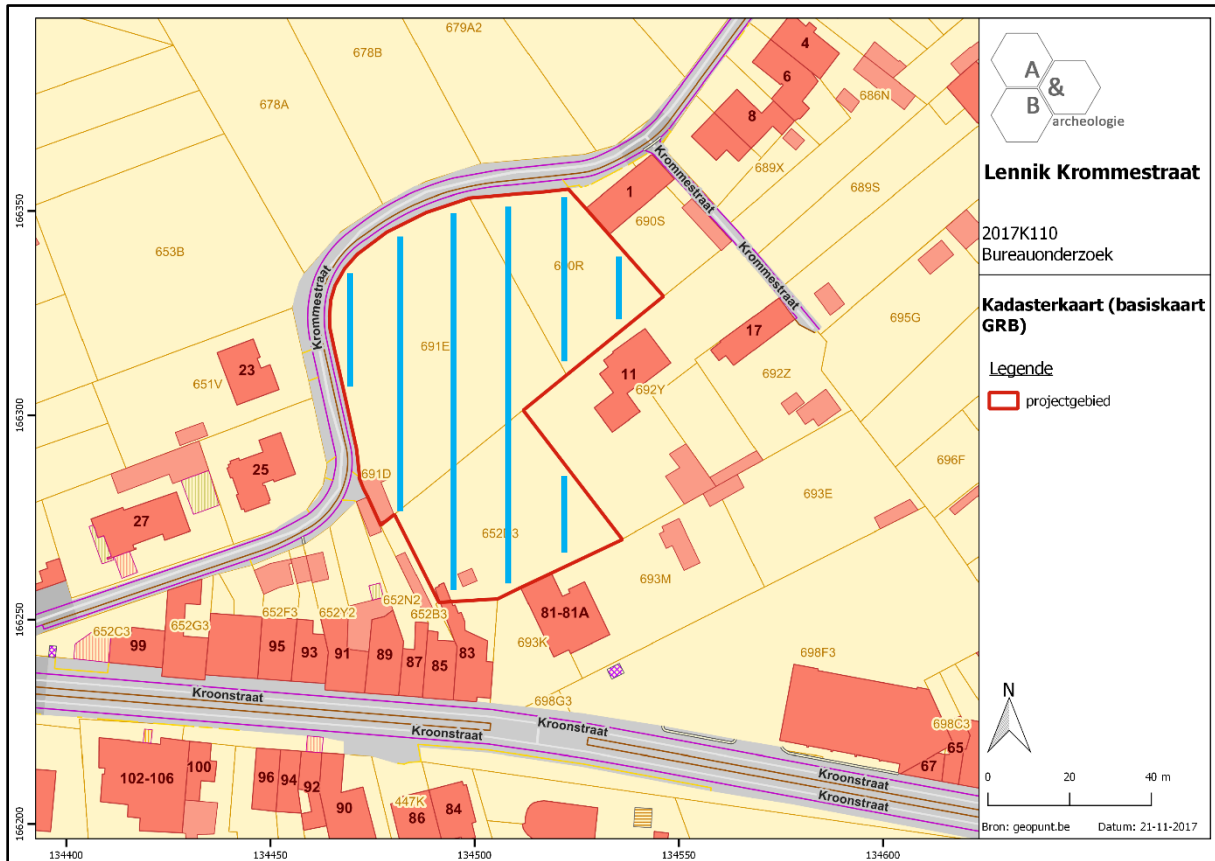 679A2
678B
678A
653B
4
6
8
686N
689X
689S
Krommestraat
Krommestraat
1
690S
690R
695G
17
692Z
11
692Y
691E
Krommestraat
23
651V
25
27
691D
693E
696F
652N3
693M
81-81A
693K
652N2
652B3
652Y2
652F3
652G3
652C3
99
95
93
91
89
87
85
83
698F3
698G3
698C3
65
67
Kroonstraat
Kroonstraat
Kroonstraat
Kroonstraat
Kroonstraat
102-106
100
96
94
92
90
447K
86
84
166350
166300
166250
166200
134400
134450
134500
134550
134600
A
&
B
archeologie
Lennik Krommestraat
2017K110
Bureauonderzoek
Kadasterkaart (basiskaart
GRB)
Legende
projectgebied
N
0 20 40 m
Bron: geopunt.be Datum: 21-11-2017